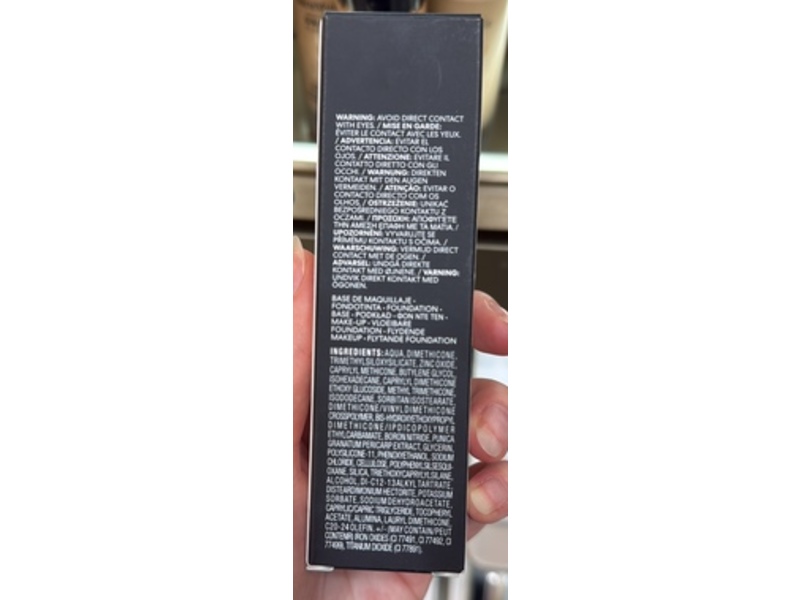 WARNING: AVOID DIRECT CONTACT
WITH EYES. / MISE EN GARDE:
ÉVITER LE CONTACT AVEC LES YEUX.
/ ADVERTENCIA: EVITAR EL
CONTACTO DIRECTO CON LOS
OJOS. / ATTENZIONE: EVITARE IL
CONTATTO DIRETTO CON GLI
OCCHI. / WARNUNG: DIREKTEN
KONTAKT MIT DEN AUGEN
VERMEIDEN. / ATENÇÃO: EVITAR O
CONTACTO DIRECTO COM OS
OLHOS. / OSTRZEŻENIE: UNIKAĆ
BEZPOŚREDNIEGO KONTAKTU Z
OCZAMI. / ΠΡΟΣΟΧΗ: ΑΠΟΦΥΓΕΤΕ
ΤΗΝ ΑΜΕΣΗ ΕΠΑΦΗ ΜΕ ΤΑ ΜΑΤΙΑ. /
UPOZORNĚNÍ: VYVARUJTE SE
PŘÍMÉMU KONTAKTU S OČIMA. /
WAARSCHUWING: VERMIJD DIRECT
CONTACT MET DE OGEN. /
ADVARSEL: UNDGÅ DIREKTE
KONTAKT MED ØJNENE. / VARNING:
UNDVIK DIREKT KONTAKT MED
ÖGONEN.
BASE DE MAQUILLAJE -
FONDOTINTA - FOUNDATION -
BASE - PODKŁAD - ΦΟΝ ΝΤΕ ΤΕΝ -
MAKE-UP - VLOEIBARE
FOUNDATION - FLYDENDE
MAKEUP - FLYTANDE FOUNDATION
INGREDIENTS: AQUA, DIMETHICONE,
TRIMETHYLSILOXYSILICATE, ZINC OXIDE,
CAPRYLYL METHICONE, BUTYLENE GLYCOL,
ISOHEXADECANE, CAPRYLYL DIMETHICONE
ETHOXY GLUCOSIDE, METHYL TRIMETHICONE,
ISODODECANE, SORBITAN ISOSTEARATE,
DIMETHICONE/VINYL DIMETHICONE
CROSSPOLYMER, BIS-HYDROXYETHOXYPROPYL
DIMETHICONE/IPDI COPOLYMER
ETHYLCARBAMATE, BORON NITRIDE, PUNICA
GRANATUM PERICARP EXTRACT, GLYCERIN,
POLYSILICONE-11, PHENOXYETHANOL, SODIUM
CHLORIDE, CELLULOSE, POLYPHENYLSILSESQUI-
OXANE, SILICA, TRIETHOXYCAPRYLYLSILANE,
ALCOHOL, DI-C12-13 ALKYL TARTRATE,
DISTEARDIMONIUM HECTORITE, POTASSIUM
SORBATE, SODIUM DEHYDROACETATE,
CAPRYLIC/CAPRIC TRIGLYCERIDE, TOCOPHERYL
ACETATE, ALUMINA, LAURYL DIMETHICONE,
C20-24 OLEFIN. +/- (MAY CONTAIN/PEUT
CONTENIR) IRON OXIDES (CI 77491, CI 77492, CI
77499), TITANIUM DIOXIDE (CI 77891).